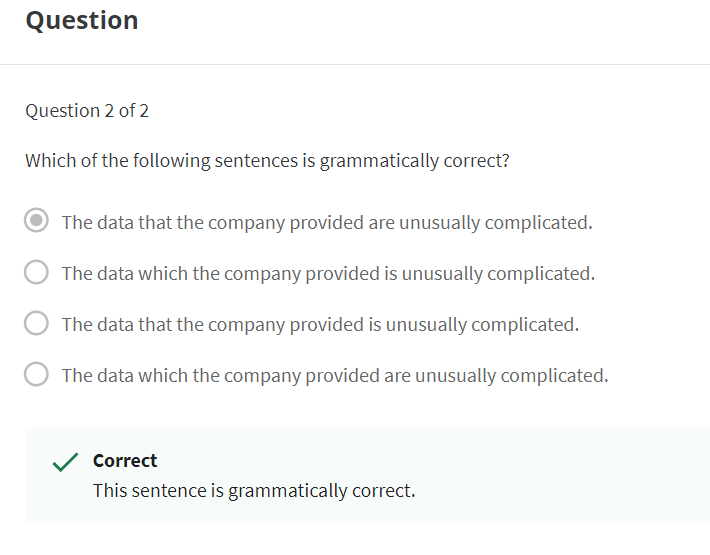 Question
Question 2 of 2
Which of the following sentences is grammatically correct?
The data that the company provided are unusually complicated.
The data which the company provided is unusually complicated.
The data that the company provided is unusually complicated.
The data which the company provided are unusually complicated.
Correct
This sentence is grammatically correct.